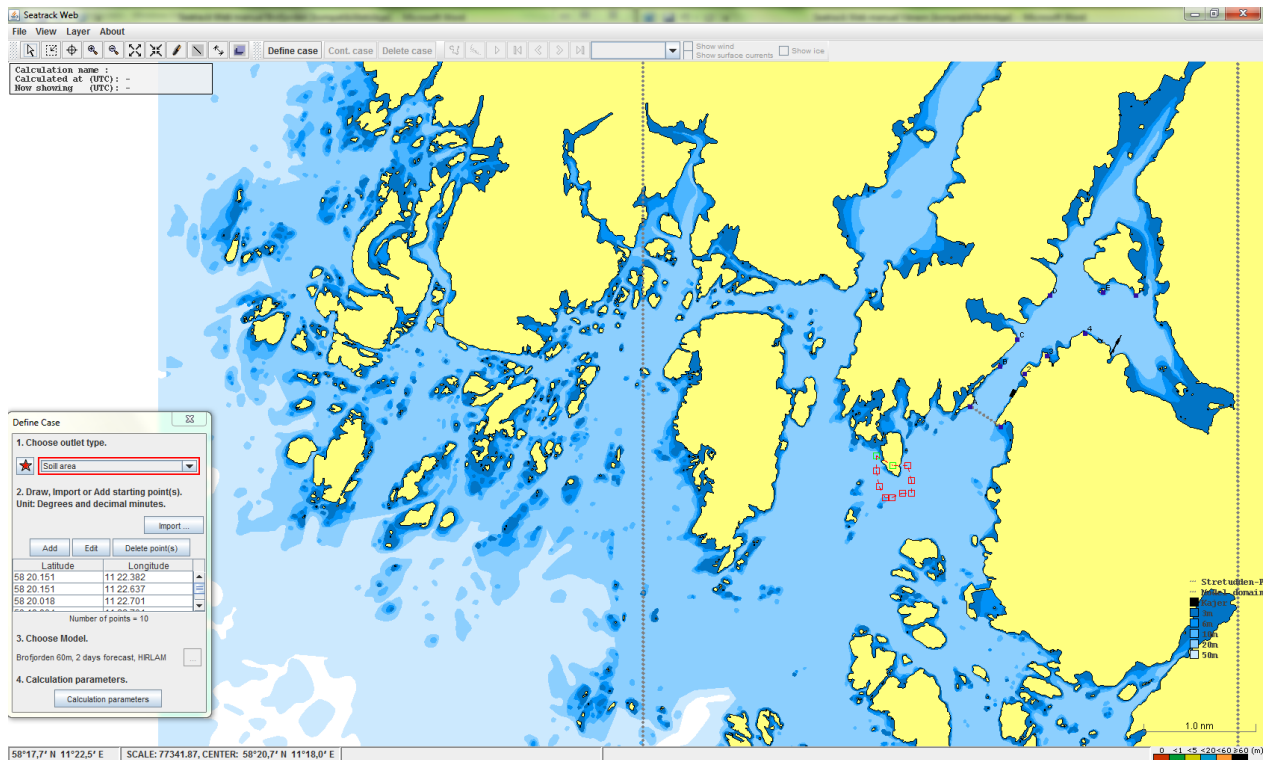 Seatrack Web
File View Layer About
Define case Cont. case Delete case
Show wind
Show surface currents
Show ice
Calculation name :
Calculated at (UTC): -
Now showing (UTC): -
Define Case
1. Choose outlet type.
Spill area
2. Draw, Import or Add starting point(s).
Unit: Degrees and decimal minutes.
Import ...
Add Edit Delete point(s)
Latitude Longitude
58 20.151 11 22.382
58 20.151 11 22.637
58 20.018 11 22.701
Number of points = 10
3. Choose Model.
Brofjorden 60m, 2 days forecast, HIRLAM
...
4. Calculation parameters.
Calculation parameters
D
E
F
4
C
B
2
A
Stretudden-F
Model domain
Kajer
3m
6m
10m
20m
50m
1.0 nm
58°17,7' N 11°22,5' E
SCALE: 77341.87, CENTER: 58°20,7' N 11°18,0' E
0 <1 <5 <20<60≥60 (m)